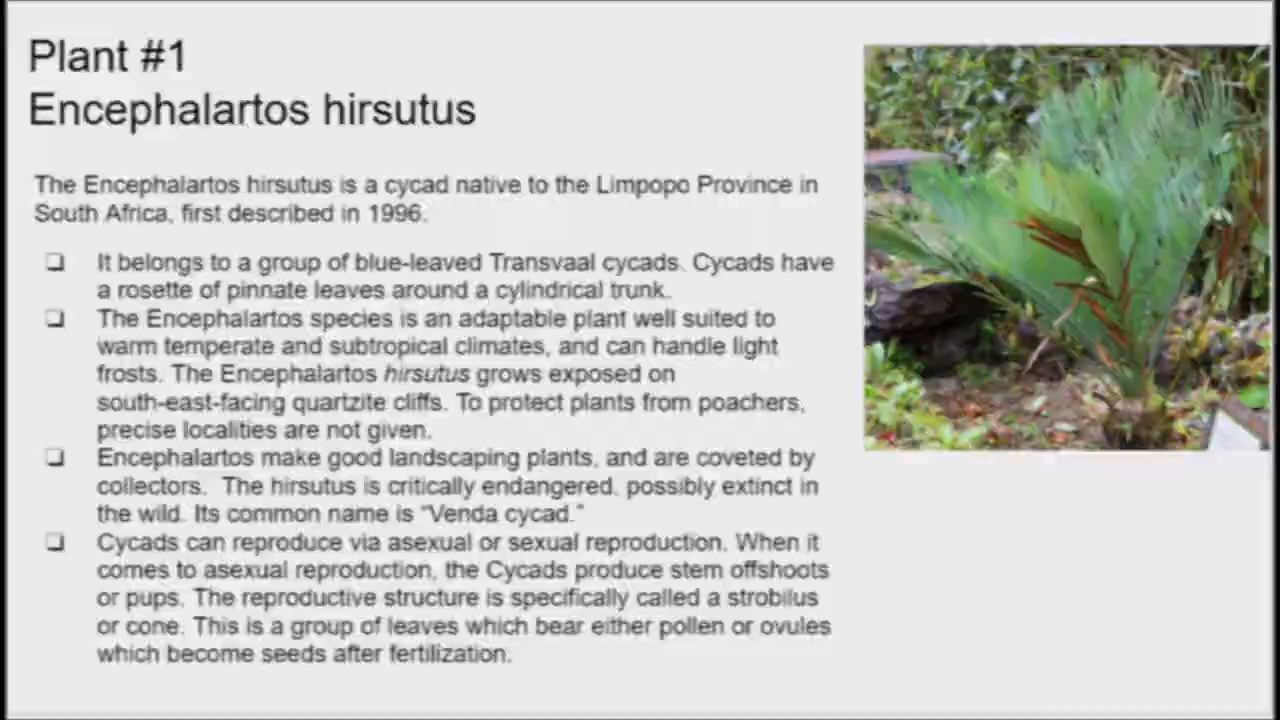 Plant #1
Encephalartos hirsutus
The Encephalartos hirsutus is a cycad native to the Limpopo Province in
South Africa, first described in 1996.
❏ It belongs to a group of blue-leaved Transvaal cycads. Cycads have
a rosette of pinnate leaves around a cylindrical trunk.
❏ The Encephalartos species is an adaptable plant well suited to
warm temperate and subtropical climates, and can handle light
frosts. The Encephalartos hirsutus grows exposed on
south-east-facing quartzite cliffs. To protect plants from poachers,
precise localities are not given.
❏ Encephalartos make good landscaping plants, and are coveted by
collectors.  The hirsutus is critically endangered, possibly extinct in
the wild. Its common name is “Venda cycad.”
❏ Cycads can reproduce via asexual or sexual reproduction. When it
comes to asexual reproduction, the Cycads produce stem offshoots
or pups. The reproductive structure is specifically called a strobilus
or cone. This is a group of leaves which bear either pollen or ovules
which become seeds after fertilization.